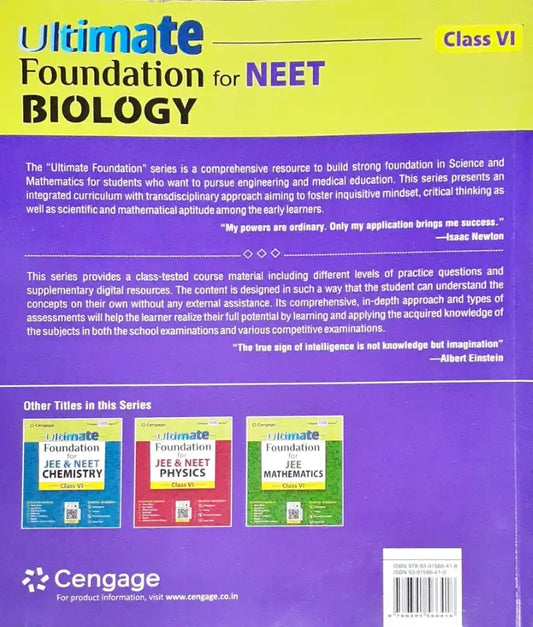 Ultimate
Class VI
Foundation for NEET
BIOLOGY
The "Ultimate Foundation" series is a comprehensive resource to build strong foundation in Science and
Mathematics for students who want to pursue engineering and medical education. This series presents an
integrated curriculum with transdisciplinary approach aiming to foster inquisitive mindset, critical thinking as
well as scientific and mathematical aptitude among the early learners.
"My powers are ordinary. Only my application brings me success."
—Isaac Newton
This series provides a class-tested course material including different levels of practice questions and
supplementary digital resources. The content is designed in such a way that the student can understand the
concepts on their own without any external assistance. Its comprehensive, in-depth approach and types of
assessments will help the learner realize their full potential by learning and applying the acquired knowledge of
the subjects in both the school examinations and various competitive examinations.
"The true sign of intelligence is not knowledge but imagination"
—Albert Einstein
Other Titles in this Series
Cengage
Ultimate
Foundation
for
JEE & NEET
CHEMISTRY
Class VI
Cengage
Ultimate
Foundation
for
JEE & NEET
PHYSICS
Class VI
Cengage
Ultimate
Foundation
for
JEE
MATHEMATICS
Class VI
Cengage
For product information, visit www.cengage.co.in